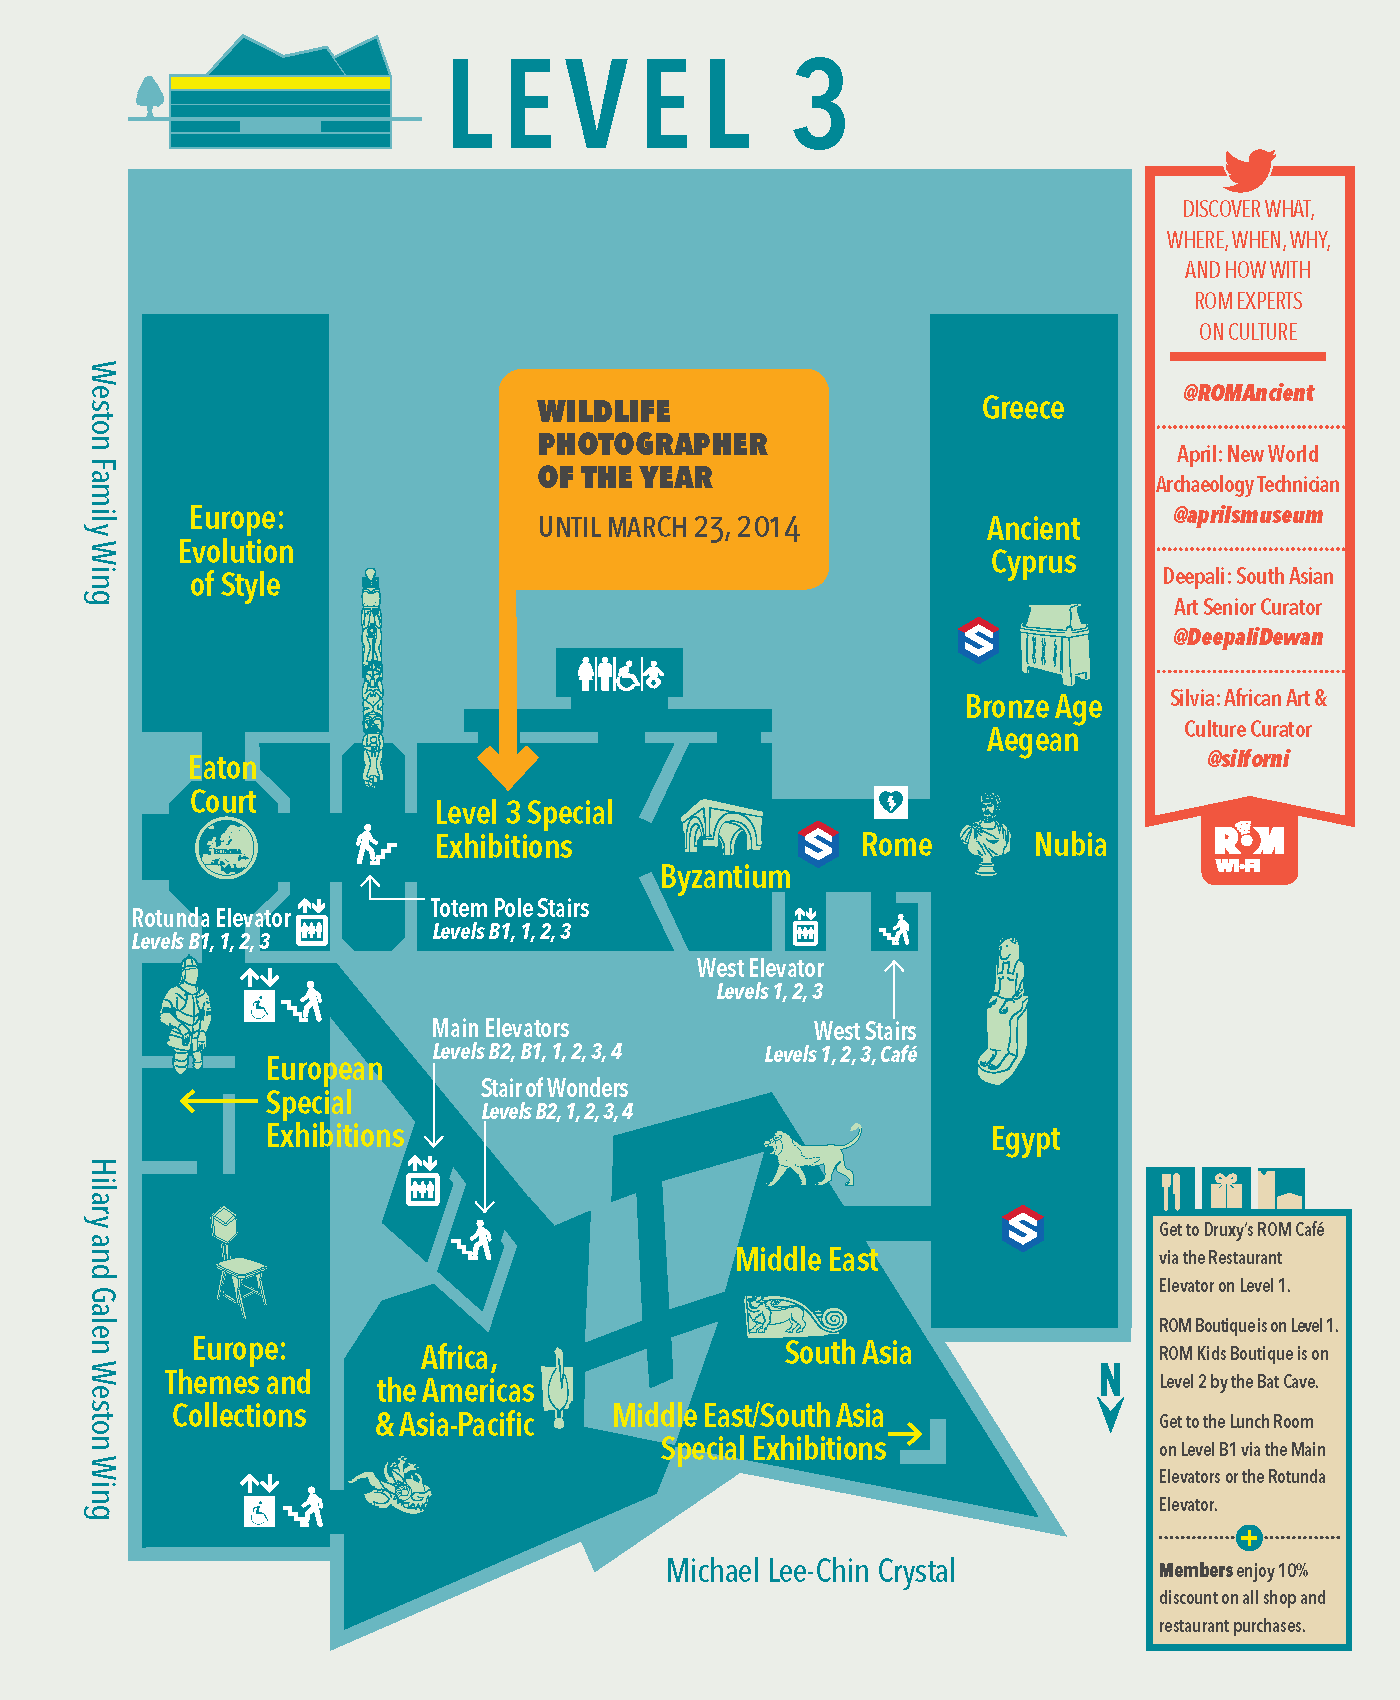 LEVEL 3
Weston Family Wing
Hilary and Galen Weston Wing
WILDLIFE
PHOTOGRAPHER
OF THE YEAR
UNTIL MARCH 23, 2014
Europe:
Evolution
of Style
Greece
Ancient
Cyprus
S
Bronze Age
Aegean
Eaton
Court
EUROPA
Level 3 Special
Exhibitions
Byzantium
S
Rome
Nubia
Rotunda Elevator
Levels B1, 1, 2, 3
Totem Pole Stairs
Levels B1, 1, 2, 3
West Elevator
Levels 1, 2, 3
West Stairs
Levels 1, 2, 3, Café
Main Elevators
Levels B2, B1, 1, 2, 3, 4
Stair of Wonders
Levels B2, 1, 2, 3, 4
European
Special
Exhibitions
Egypt
S
Middle East
South Asia
Middle East/South Asia
Special Exhibitions
Europe:
Themes and
Collections
Africa,
the Americas
& Asia-Pacific
Michael Lee-Chin Crystal
N
DISCOVER WHAT,
WHERE, WHEN, WHY,
AND HOW WITH
ROM EXPERTS
ON CULTURE
@ROMAncient
April: New World
Archaeology Technician
@aprilsmuseum
Deepali: South Asian
Art Senior Curator
@DeepaliDewan
Silvia: African Art &
Culture Curator
@silforni
ROM
WI-FI
Get to Druxy's ROM Café
via the Restaurant
Elevator on Level 1.
ROM Boutique is on Level 1.
ROM Kids Boutique is on
Level 2 by the Bat Cave.
Get to the Lunch Room
on Level B1 via the Main
Elevators or the Rotunda
Elevator.
+
Members enjoy 10%
discount on all shop and
restaurant purchases.